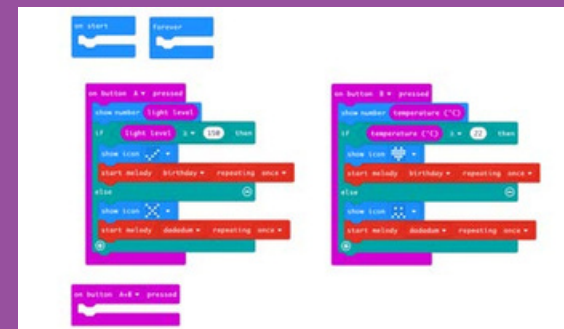 on start
forever
on button A ▾ pressed
show number light level
if light level ≥ ▾ 150 then
show icon
start melody birthday ▾ repeating once ▾
else
show icon
start melody dadadum ▾ repeating once ▾
on button B ▾ pressed
show number temperature (°C)
if temperature (°C) ≥ ▾ 22 then
show icon
start melody birthday ▾ repeating once ▾
else
show icon
start melody dadadum ▾ repeating once ▾
on button A+B ▾ pressed